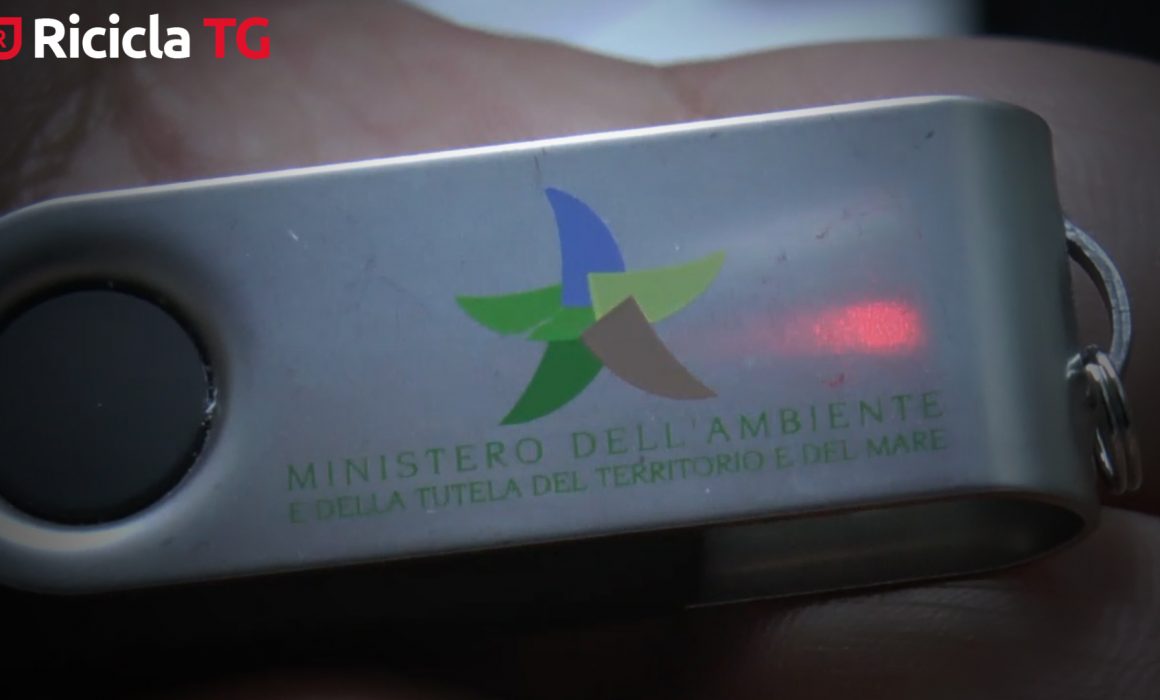 R Ricicla TG
MINISTERO DELL'AMBIENTE
E DELLA TUTELA DEL TERRITORIO E DEL MARE